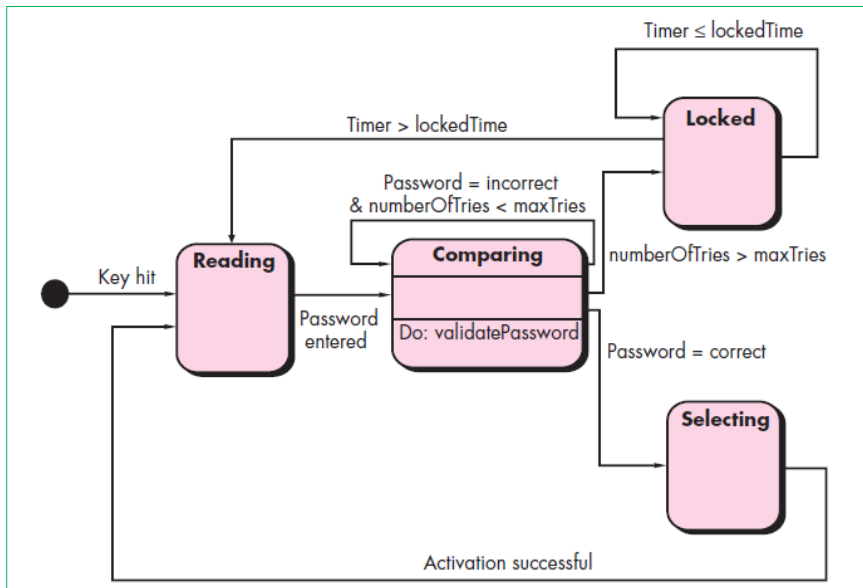 Timer ≤ lockedTime
Locked
Timer > lockedTime
Password = incorrect
& numberOfTries < maxTries
Reading
Comparing
numberOfTries > maxTries
Key hit
Password
entered
Do: validatePassword
Password = correct
Selecting
Activation successful